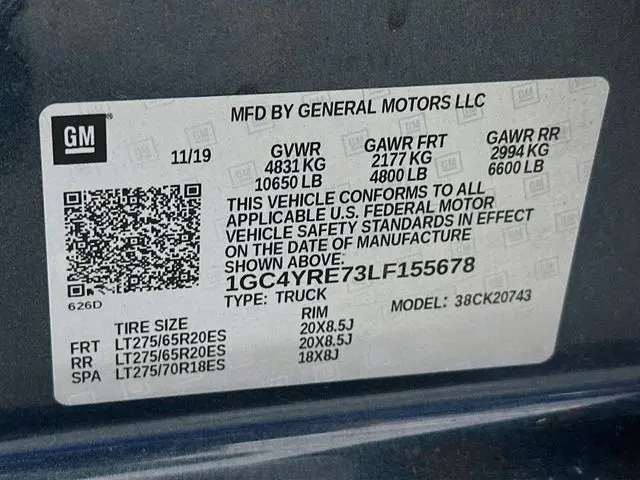 GM
MFD BY GENERAL MOTORS LLC
11/19
GVWR GAWR FRT GAWR RR
4831 KG 2177 KG 2994 KG
10650 LB 4800 LB 6600 LB
THIS VEHICLE CONFORMS TO ALL
APPLICABLE U.S. FEDERAL MOTOR
VEHICLE SAFETY STANDARDS IN EFFECT
ON THE DATE OF MANUFACTURE
SHOWN ABOVE.
1GC4YRE73LF155678
TYPE: TRUCK MODEL: 38CK20743
626D
TIRE SIZE RIM
FRT LT275/65R20ES 20X8.5J
RR LT275/65R20ES 20X8.5J
SPA LT275/70R18ES 18X8J